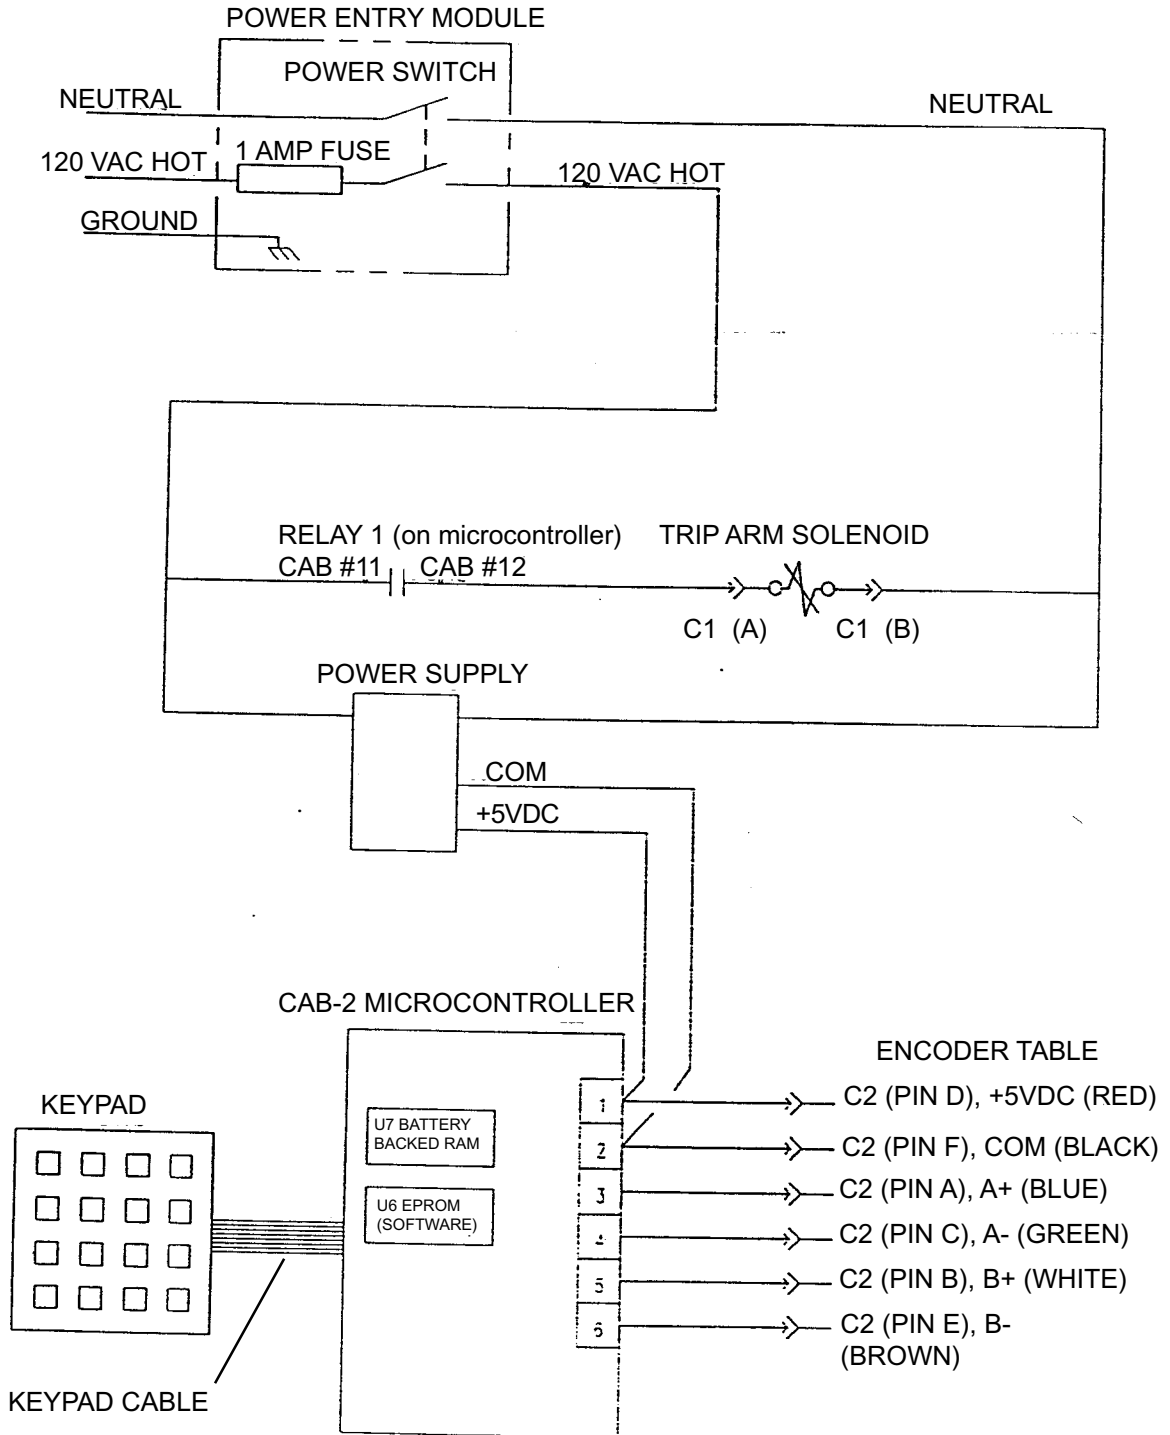 POWER ENTRY MODULE
POWER SWITCH
NEUTRAL
NEUTRAL
1 AMP FUSE
120 VAC HOT
120 VAC HOT
GROUND
RELAY 1 (on microcontroller)
TRIP ARM SOLENOID
CAB #11
CAB #12
C1 (A)
C1 (B)
POWER SUPPLY
COM
+5VDC
CAB-2 MICROCONTROLLER
ENCODER TABLE
KEYPAD
U7 BATTERY
BACKED RAM
U6 EPROM
(SOFTWARE)
1
C2 (PIN D), +5VDC (RED)
2
C2 (PIN F), COM (BLACK)
3
C2 (PIN A), A+ (BLUE)
4
C2 (PIN C), A- (GREEN)
5
C2 (PIN B), B+ (WHITE)
6
C2 (PIN E), B-
(BROWN)
KEYPAD CABLE